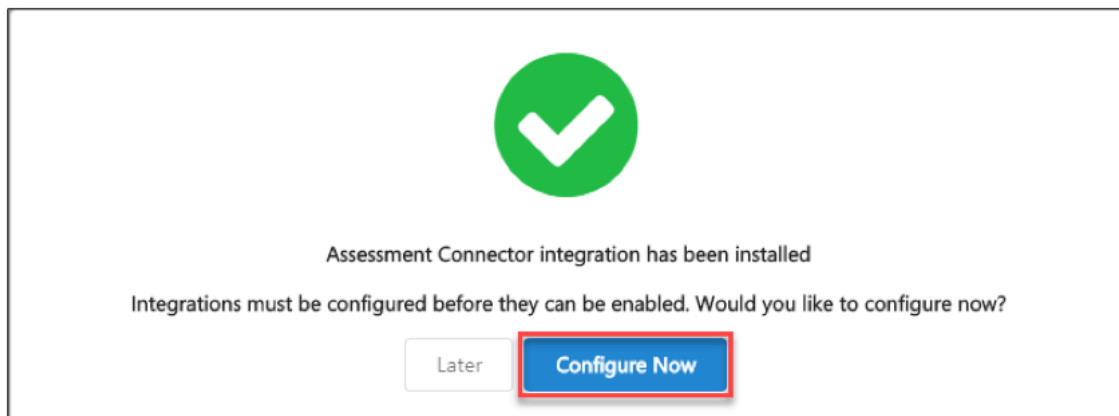 Assessment Connector integration has been installed
Integrations must be configured before they can be enabled. Would you like to configure now?
Later
Configure Now